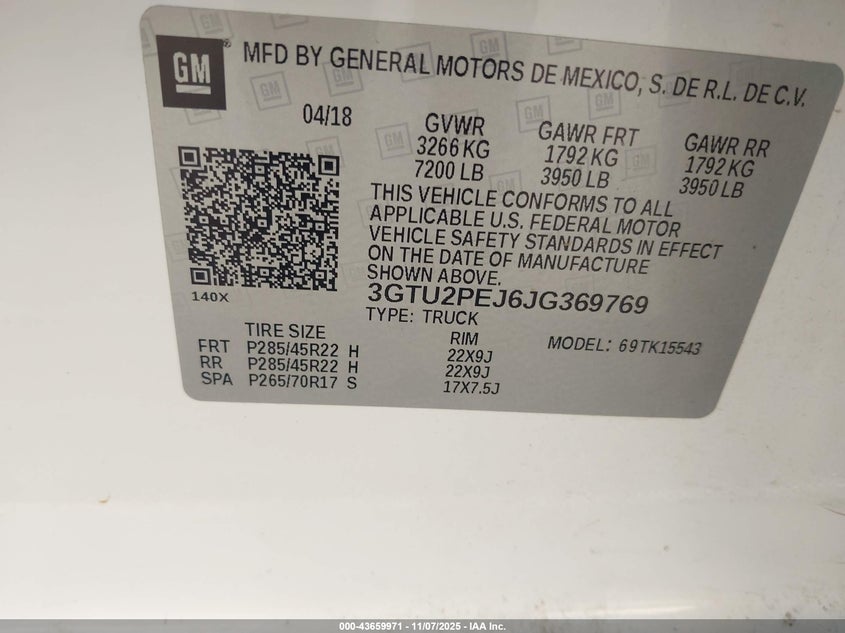 GM
MFD BY GENERAL MOTORS DE MEXICO, S. DE R.L. DE C.V.
04/18
GVWR
3266 KG
7200 LB
GAWR FRT
1792 KG
3950 LB
GAWR RR
1792 KG
3950 LB
THIS VEHICLE CONFORMS TO ALL
APPLICABLE U.S. FEDERAL MOTOR
VEHICLE SAFETY STANDARDS IN EFFECT
ON THE DATE OF MANUFACTURE
SHOWN ABOVE.
140X
3GTU2PEJ6JG369769
TYPE: TRUCK
TIRE SIZE
RIM
MODEL: 69TK15543
FRT P285/45R22 H 22X9J
RR P285/45R22 H 22X9J
SPA P265/70R17 S 17X7.5J
000-43659971 - 11/07/2025 - IAA Inc.